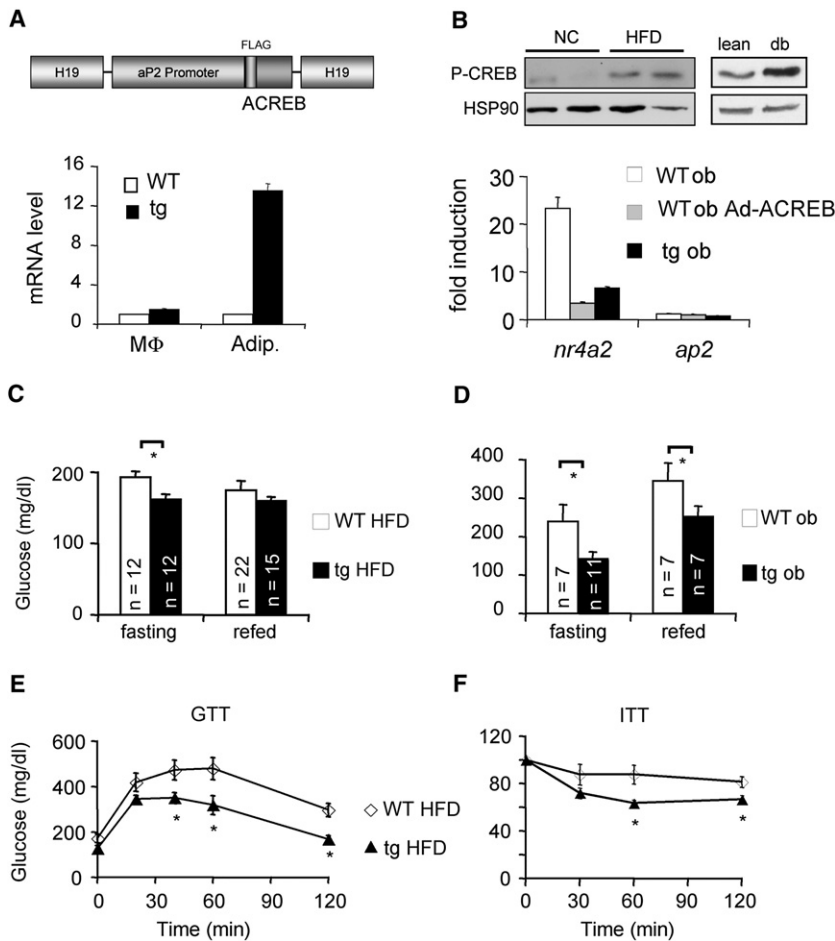 A
FLAG
H19
aP2 Promoter
H19
ACREB
mRNA level
16
12
8
4
0
WT
tg
MΦ
Adip.
B
NC
HFD
lean
db
P-CREB
HSP90
fold induction
30
20
10
0
WT ob
WT ob Ad-ACREB
tg ob
nr4a2
ap2
C
Glucose (mg/dl)
200
100
0
*
n = 12
n = 12
n = 22
n = 15
fasting
refed
WT HFD
tg HFD
D
400
300
200
100
0
*
*
n = 7
n = 11
n = 7
n = 7
fasting
refed
WT ob
tg ob
E
GTT
Glucose (mg/dl)
600
400
200
0
*
*
*
0
30
60
90
120
Time (min)
WT HFD
tg HFD
F
ITT
120
80
60
40
0
*
*
0
30
60
90
120
Time (min)